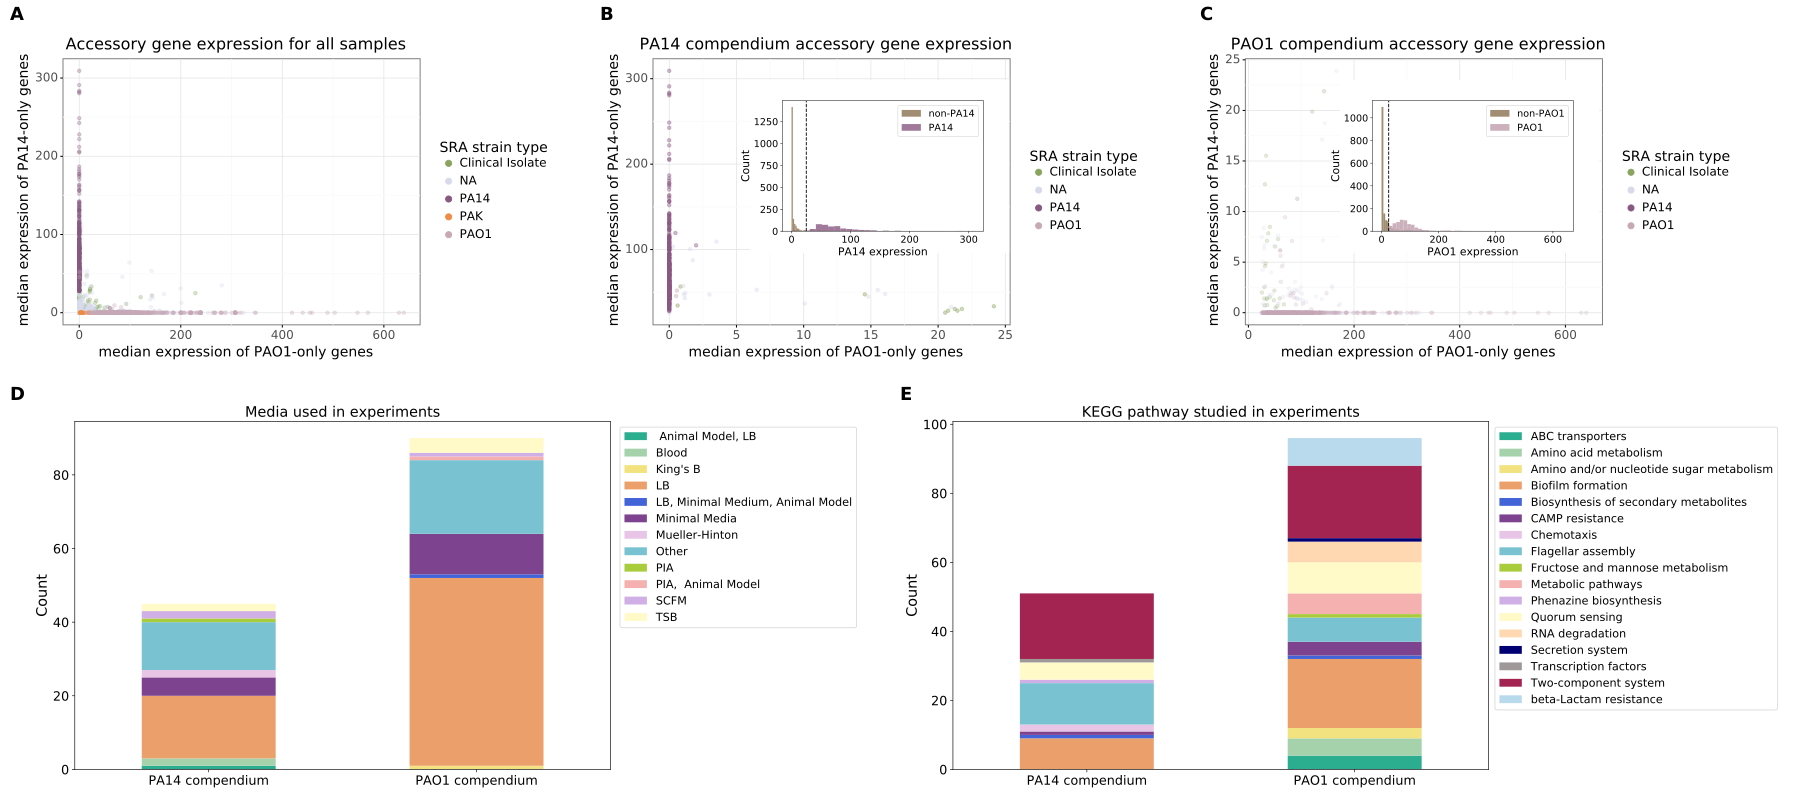 A
Accessory gene expression for all samples
median expression of PA14-only genes
300
200
100
0
0
200
400
600
median expression of PAO1-only genes
SRA strain type
Clinical Isolate
NA
PA14
PAK
PAO1
B
PA14 compendium accessory gene expression
median expression of PA14-only genes
300
200
100
0
5
10
15
20
25
median expression of PAO1-only genes
non-PA14
PA14
Count
1250
1000
750
500
250
0
0
100
200
300
PA14 expression
SRA strain type
Clinical Isolate
NA
PA14
PAO1
C
PAO1 compendium accessory gene expression
median expression of PA14-only genes
25
20
15
10
5
0
0
200
400
600
median expression of PAO1-only genes
non-PAO1
PAO1
Count
1000
800
600
400
200
0
0
200
400
600
PAO1 expression
SRA strain type
Clinical Isolate
NA
PA14
PAO1
D
Media used in experiments
Count
80
60
40
20
0
PA14 compendium
PAO1 compendium
Animal Model, LB
Blood
King's B
LB
LB, Minimal Medium, Animal Model
Minimal Media
Mueller-Hinton
Other
PIA
PIA,  Animal Model
SCFM
TSB
E
KEGG pathway studied in experiments
Count
100
80
60
40
20
0
PA14 compendium
PAO1 compendium
ABC transporters
Amino acid metabolism
Amino and/or nucleotide sugar metabolism
Biofilm formation
Biosynthesis of secondary metabolites
CAMP resistance
Chemotaxis
Flagellar assembly
Fructose and mannose metabolism
Metabolic pathways
Phenazine biosynthesis
Quorum sensing
RNA degradation
Secretion system
Transcription factors
Two-component system
beta-Lactam resistance